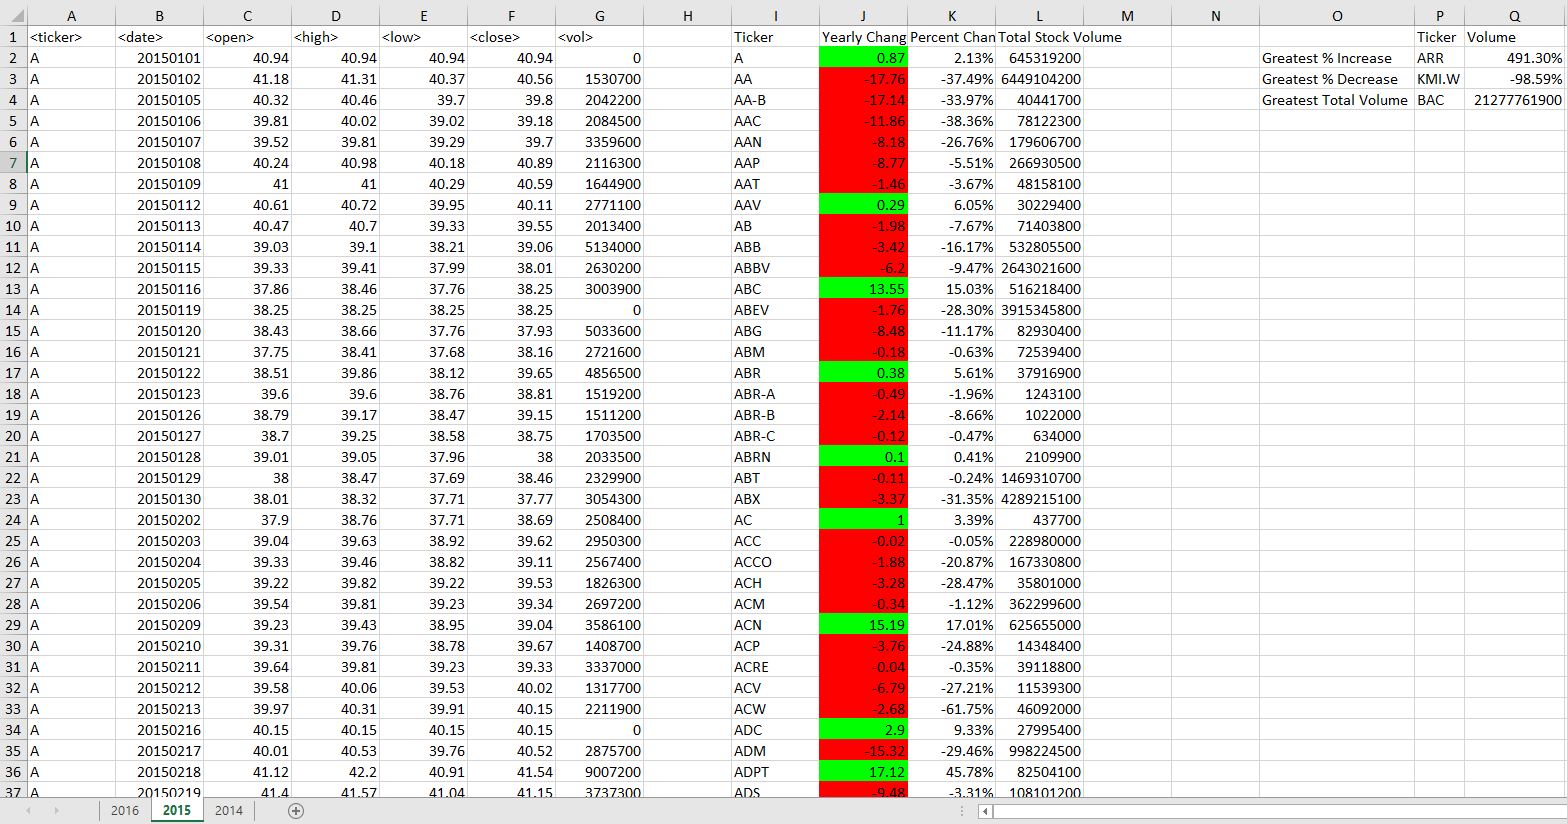 A B C D E F G H I J K L M N O P Q
1 <ticker> <date> <open> <high> <low> <close> <vol> Ticker Yearly Chang Percent Chan Total Stock Volume Ticker Volume
2 A 20150101 40.94 40.94 40.94 40.94 0 A 0.87 2.13% 645319200 Greatest % Increase ARR 491.30%
3 A 20150102 41.18 41.31 40.37 40.56 1530700 AA -17.76 -37.49% 6449104200 Greatest % Decrease KMI.W -98.59%
4 A 20150105 40.32 40.46 39.7 39.8 2042200 AA-B -17.14 -33.97% 40441700 Greatest Total Volume BAC 21277761900
5 A 20150106 39.81 40.02 39.02 39.18 2084500 AAC -11.86 -38.36% 78122300
6 A 20150107 39.52 39.81 39.29 39.7 3359600 AAN -8.18 -26.76% 179606700
7 A 20150108 40.24 40.98 40.18 40.89 2116300 AAP -8.77 -5.51% 266930500
8 A 20150109 41 41 40.29 40.59 1644900 AAT -1.46 -3.67% 48158100
9 A 20150112 40.61 40.72 39.95 40.11 2771100 AAV 0.29 6.05% 30229400
10 A 20150113 40.47 40.7 39.33 39.55 2013400 AB -1.98 -7.67% 71403800
11 A 20150114 39.03 39.1 38.21 39.06 5134000 ABB -3.42 -16.17% 532805500
12 A 20150115 39.33 39.41 37.99 38.01 2630200 ABBV -6.2 -9.47% 2643021600
13 A 20150116 37.86 38.46 37.76 38.25 3003900 ABC 13.55 15.03% 516218400
14 A 20150119 38.25 38.25 38.25 38.25 0 ABEV -1.76 -28.30% 3915345800
15 A 20150120 38.43 38.66 37.76 37.93 5033600 ABG -8.48 -11.17% 82930400
16 A 20150121 37.75 38.41 37.68 38.16 2721600 ABM -0.18 -0.63% 72539400
17 A 20150122 38.51 39.86 38.12 39.65 4856500 ABR 0.38 5.61% 37916900
18 A 20150123 39.6 39.6 38.76 38.81 1519200 ABR-A -0.49 -1.96% 1243100
19 A 20150126 38.79 39.17 38.47 39.15 1511200 ABR-B -2.14 -8.66% 1022000
20 A 20150127 38.7 39.25 38.58 38.75 1703500 ABR-C -0.12 -0.47% 634000
21 A 20150128 39.01 39.05 37.96 38 2033500 ABRN 0.1 0.41% 2109900
22 A 20150129 38 38.47 37.69 38.46 2329900 ABT -0.11 -0.24% 1469310700
23 A 20150130 38.01 38.32 37.71 37.77 3054300 ABX -3.37 -31.35% 4289215100
24 A 20150202 37.9 38.76 37.71 38.69 2508400 AC 1 3.39% 437700
25 A 20150203 39.04 39.63 38.92 39.62 2950300 ACC -0.02 -0.05% 228980000
26 A 20150204 39.33 39.46 38.82 39.11 2567400 ACCO -1.88 -20.87% 167330800
27 A 20150205 39.22 39.82 39.22 39.53 1826300 ACH -3.28 -28.47% 35801000
28 A 20150206 39.54 39.81 39.23 39.34 2697200 ACM -0.34 -1.12% 362299600
29 A 20150209 39.23 39.43 38.95 39.04 3586100 ACN 15.19 17.01% 625655000
30 A 20150210 39.31 39.76 38.78 39.67 1408700 ACP -3.76 -24.88% 14348400
31 A 20150211 39.64 39.81 39.23 39.33 3337000 ACRE -0.04 -0.35% 39118800
32 A 20150212 39.58 40.06 39.53 40.02 1317700 ACV -6.79 -27.21% 11539300
33 A 20150213 39.97 40.31 39.91 40.15 2211900 ACW -2.68 -61.75% 46092000
34 A 20150216 40.15 40.15 40.15 40.15 0 ADC 2.9 9.33% 27995400
35 A 20150217 40.01 40.53 39.76 40.52 2875700 ADM -15.32 -29.46% 998224500
36 A 20150218 41.12 42.2 40.91 41.54 9007200 ADPT 17.12 45.78% 82504100
37 A 20150219 41.4 41.57 41.04 41.15 3737300 ADS -9.48 -3.31% 108101200
2016 2015 2014